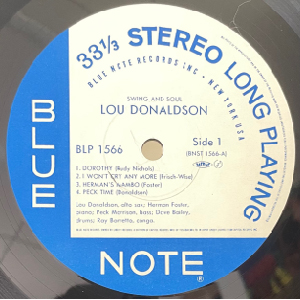 33 1/3 STEREO LONG PLAYING
BLUE NOTE RECORDS INC · NEW YORK USA
SWING AND SOUL
LOU DONALDSON
BLP 1566
Side 1
(BNST 1566-A)
1. DOROTHY (Rudy Nichols)
2. I WON'T CRY ANY MORE (Frisch-Wise)
3. HERMAN'S MAMBO (Foster)
4. PECK TIME (Donaldson)
Lou Donaldson, alto sax; Herman Foster,
piano; Peck Morrison, bass; Dave Bailey,
drums; Ray Barretto, conga.
BLUE
NOTE
®